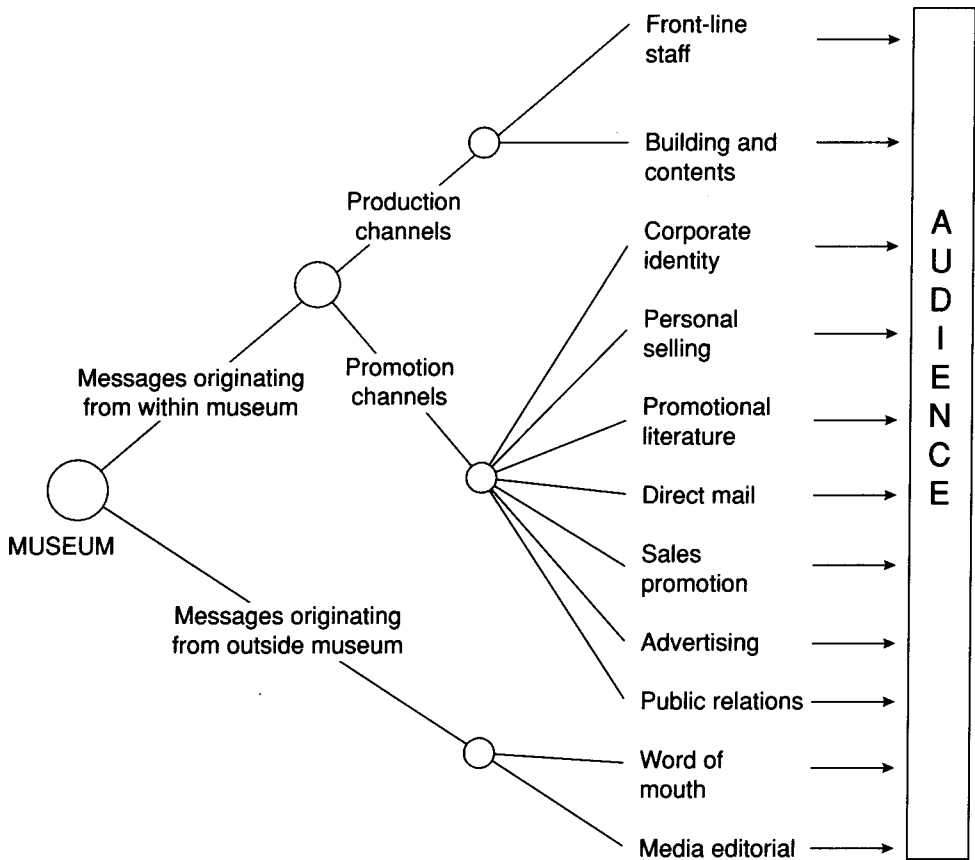 Front-line
staff
Building and
contents
Production
channels
Corporate
identity
Personal
selling
Promotion
channels
Messages originating
from within museum
Promotional
literature
Direct mail
MUSEUM
Sales
promotion
Messages originating
from outside museum
Advertising
Public relations
Word of
mouth
Media editorial
AUDIENCE